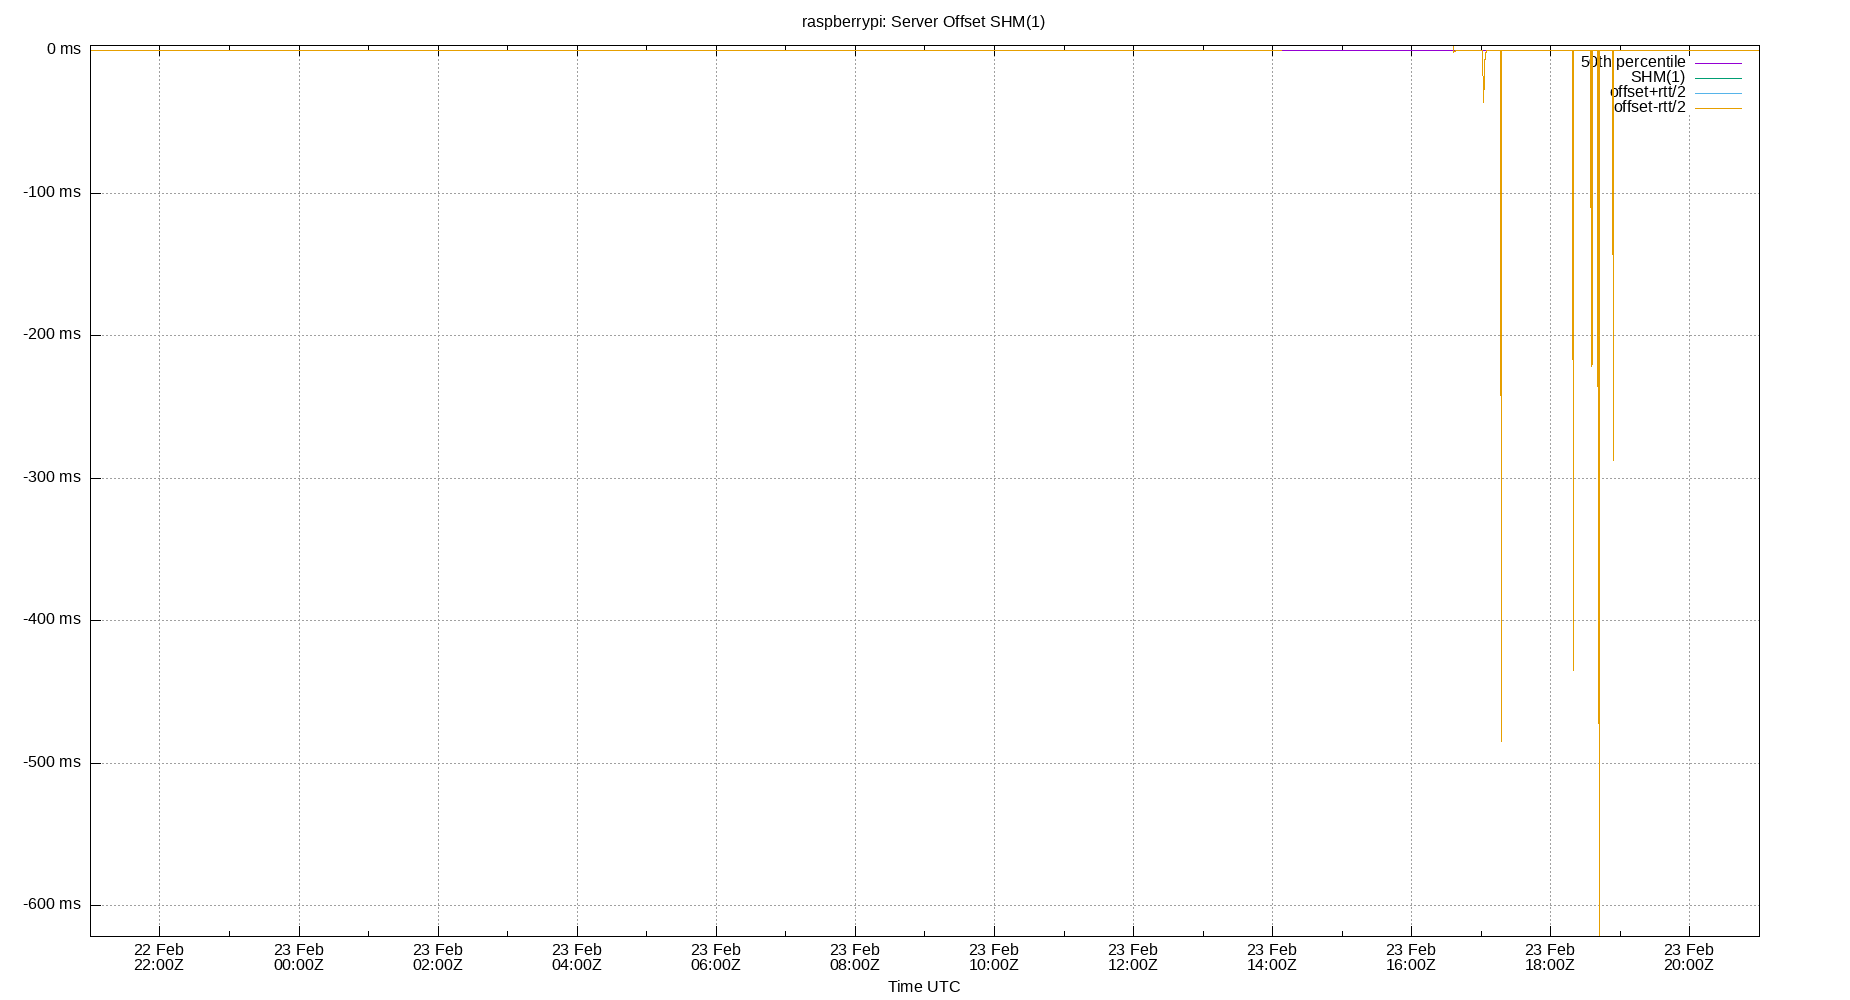 raspberrypi: Server Offset SHM(1)
0 ms
-100 ms
-200 ms
-300 ms
-400 ms
-500 ms
-600 ms
50th percentile
SHM(1)
offset+rtt/2
offset-rtt/2
22 Feb 23 Feb 23 Feb 23 Feb 23 Feb 23 Feb 23 Feb 23 Feb 23 Feb 23 Feb 23 Feb 23 Feb
22:00Z 00:00Z 02:00Z 04:00Z 06:00Z 08:00Z 10:00Z 12:00Z 14:00Z 16:00Z 18:00Z 20:00Z
Time UTC